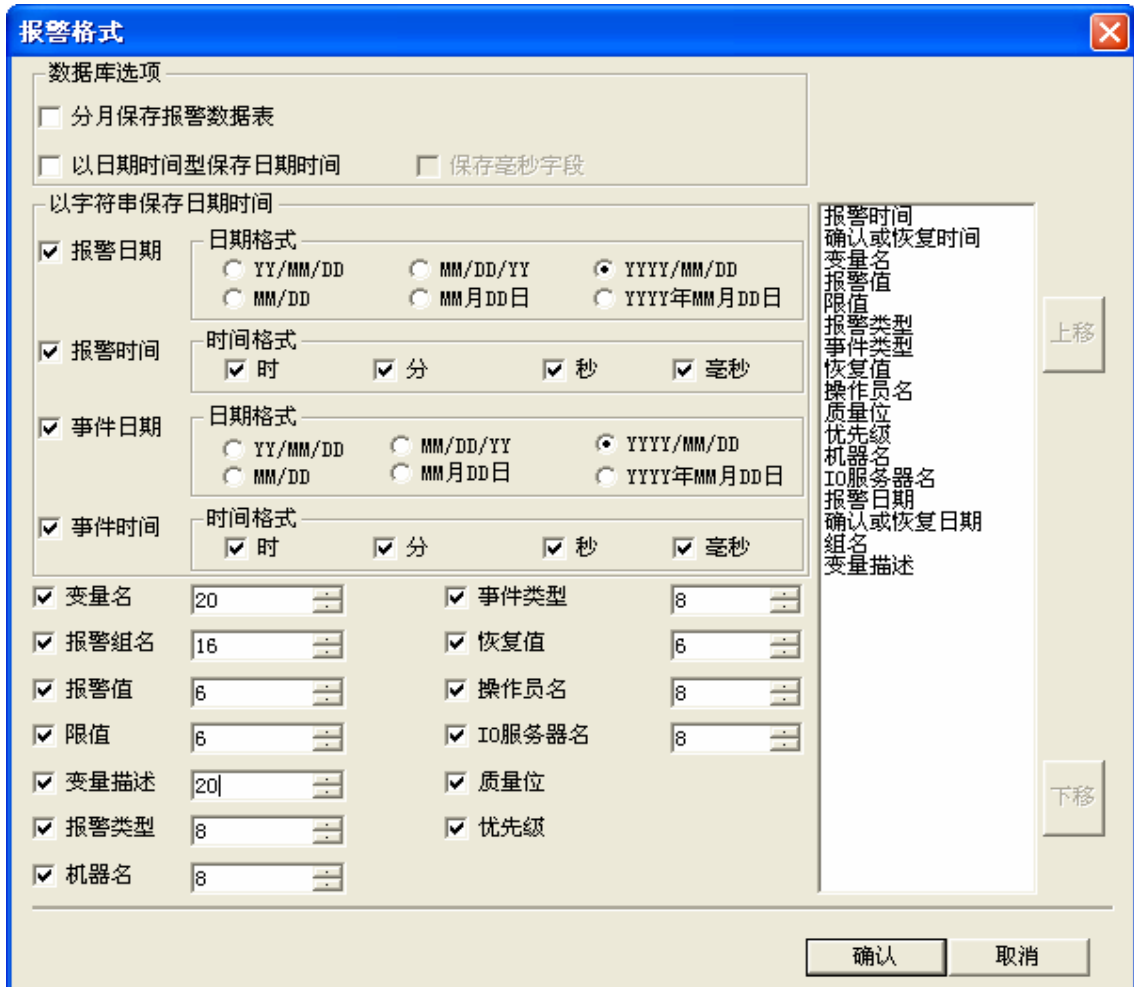 报警格式
数据库选项
分月保存报警数据表
以日期时间型保存日期时间 保存毫秒字段
以字符串保存日期时间
报警日期
日期格式
YY/MM/DD MM/DD/YY YYYY/MM/DD
MM/DD MM月DD日 YYYY年MM月DD日
报警时间
时间格式
时 分 秒 毫秒
事件日期
日期格式
YY/MM/DD MM/DD/YY YYYY/MM/DD
MM/DD MM月DD日 YYYY年MM月DD日
事件时间
时间格式
时 分 秒 毫秒
变量名 20 事件类型 8
报警组名 16 恢复值 6
报警值 6 操作员名 8
限值 6 IO服务器名 8
变量描述 20 质量位
报警类型 8 优先级
机器名 8
报警时间
确认或恢复时间
变量名
报警值
限值
报警类型
事件类型
恢复值
操作员名
质量位
优先级
机器名
IO服务器名
报警日期
确认或恢复日期
组名
变量描述
上移
下移
确认 取消